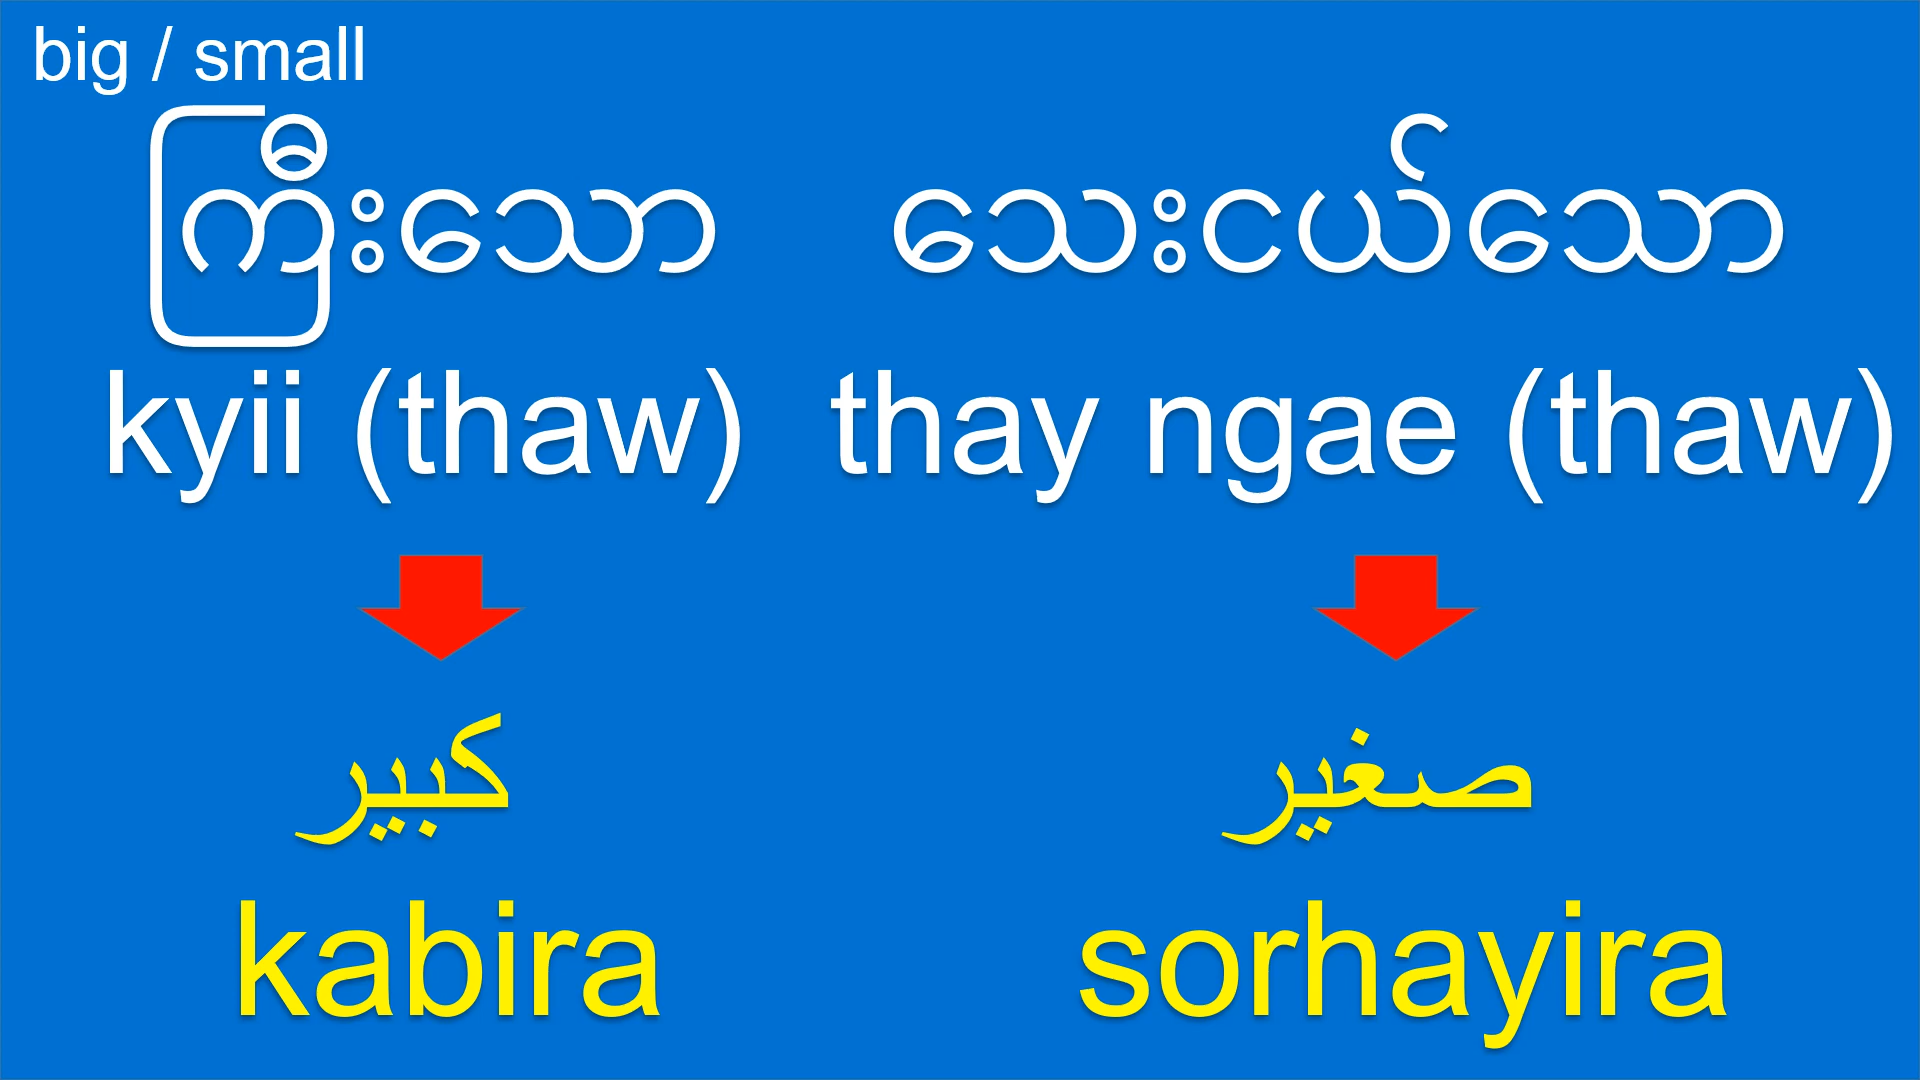 big / small
ကြီးသော သေးငယ်သော
kyii (thaw) thay ngae (thaw)
كبير صغير
kabira sorhayira